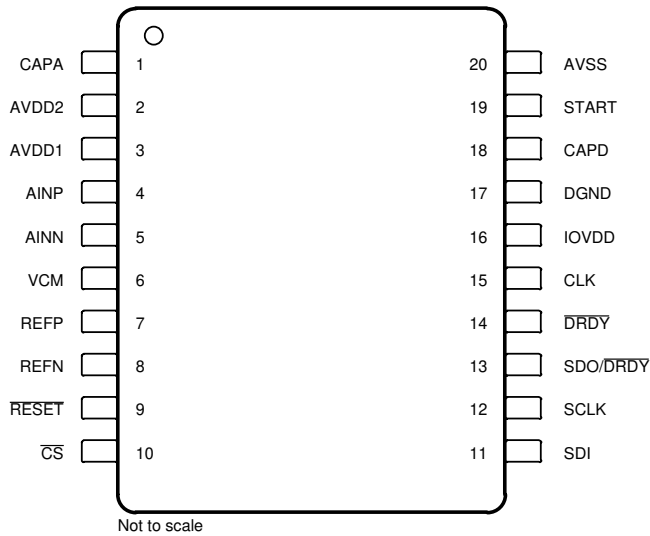 CAPA 1 20 AVSS
AVDD2 2 19 START
AVDD1 3 18 CAPD
AINP 4 17 DGND
AINN 5 16 IOVDD
VCM 6 15 CLK
REFP 7 14 DRDY
REFN 8 13 SDO/DRDY
RESET 9 12 SCLK
CS 10 11 SDI
Not to scale